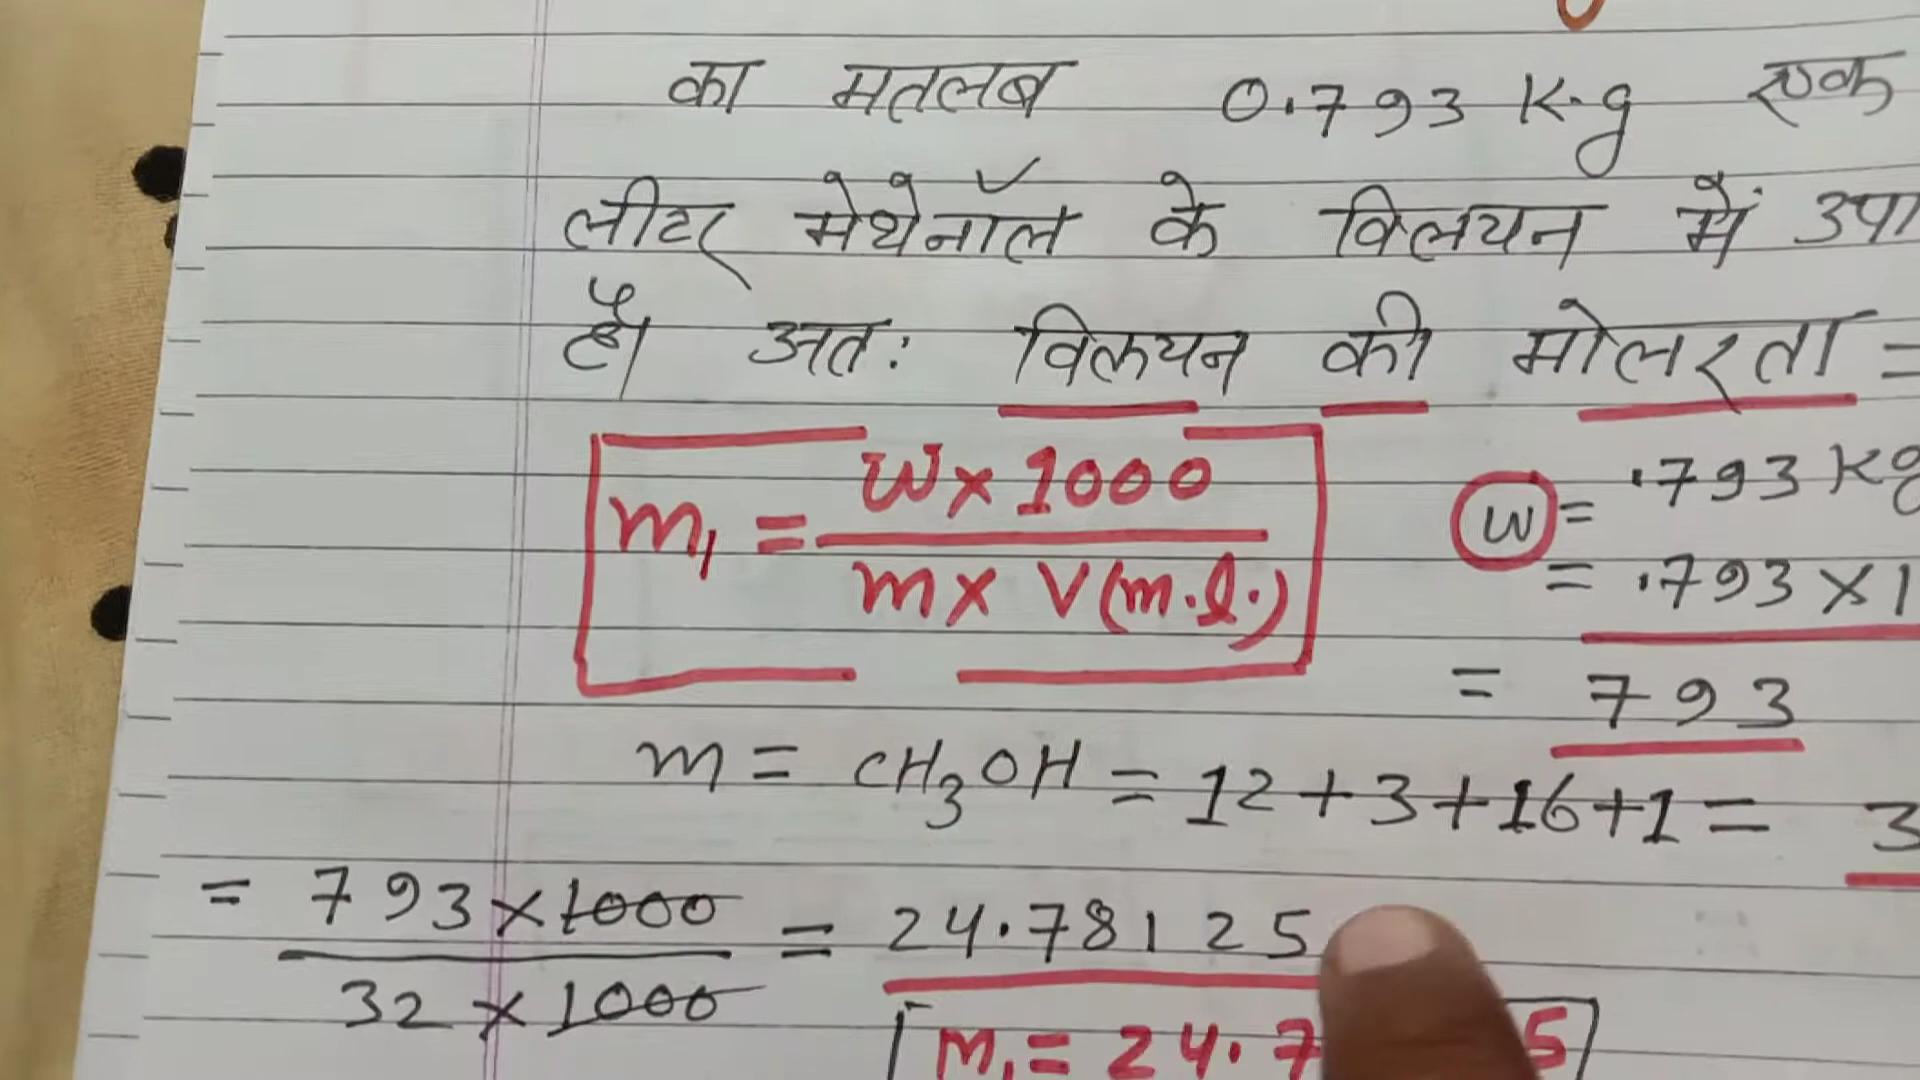 का मतलब 0.793 K.g एक
लीटर मेथेनॉल के विलयन में
है। अतः विलयन की मोलरता =
m₁ = W × 1000 / m × V(m.l.)
w = .793 kg
= .793 × 1
= 793
m = CH₃OH = 12+3+16+1 = 3
= 793 × 1000 / 32 × 1000 = 24.78125
M₁ = 24.7 5